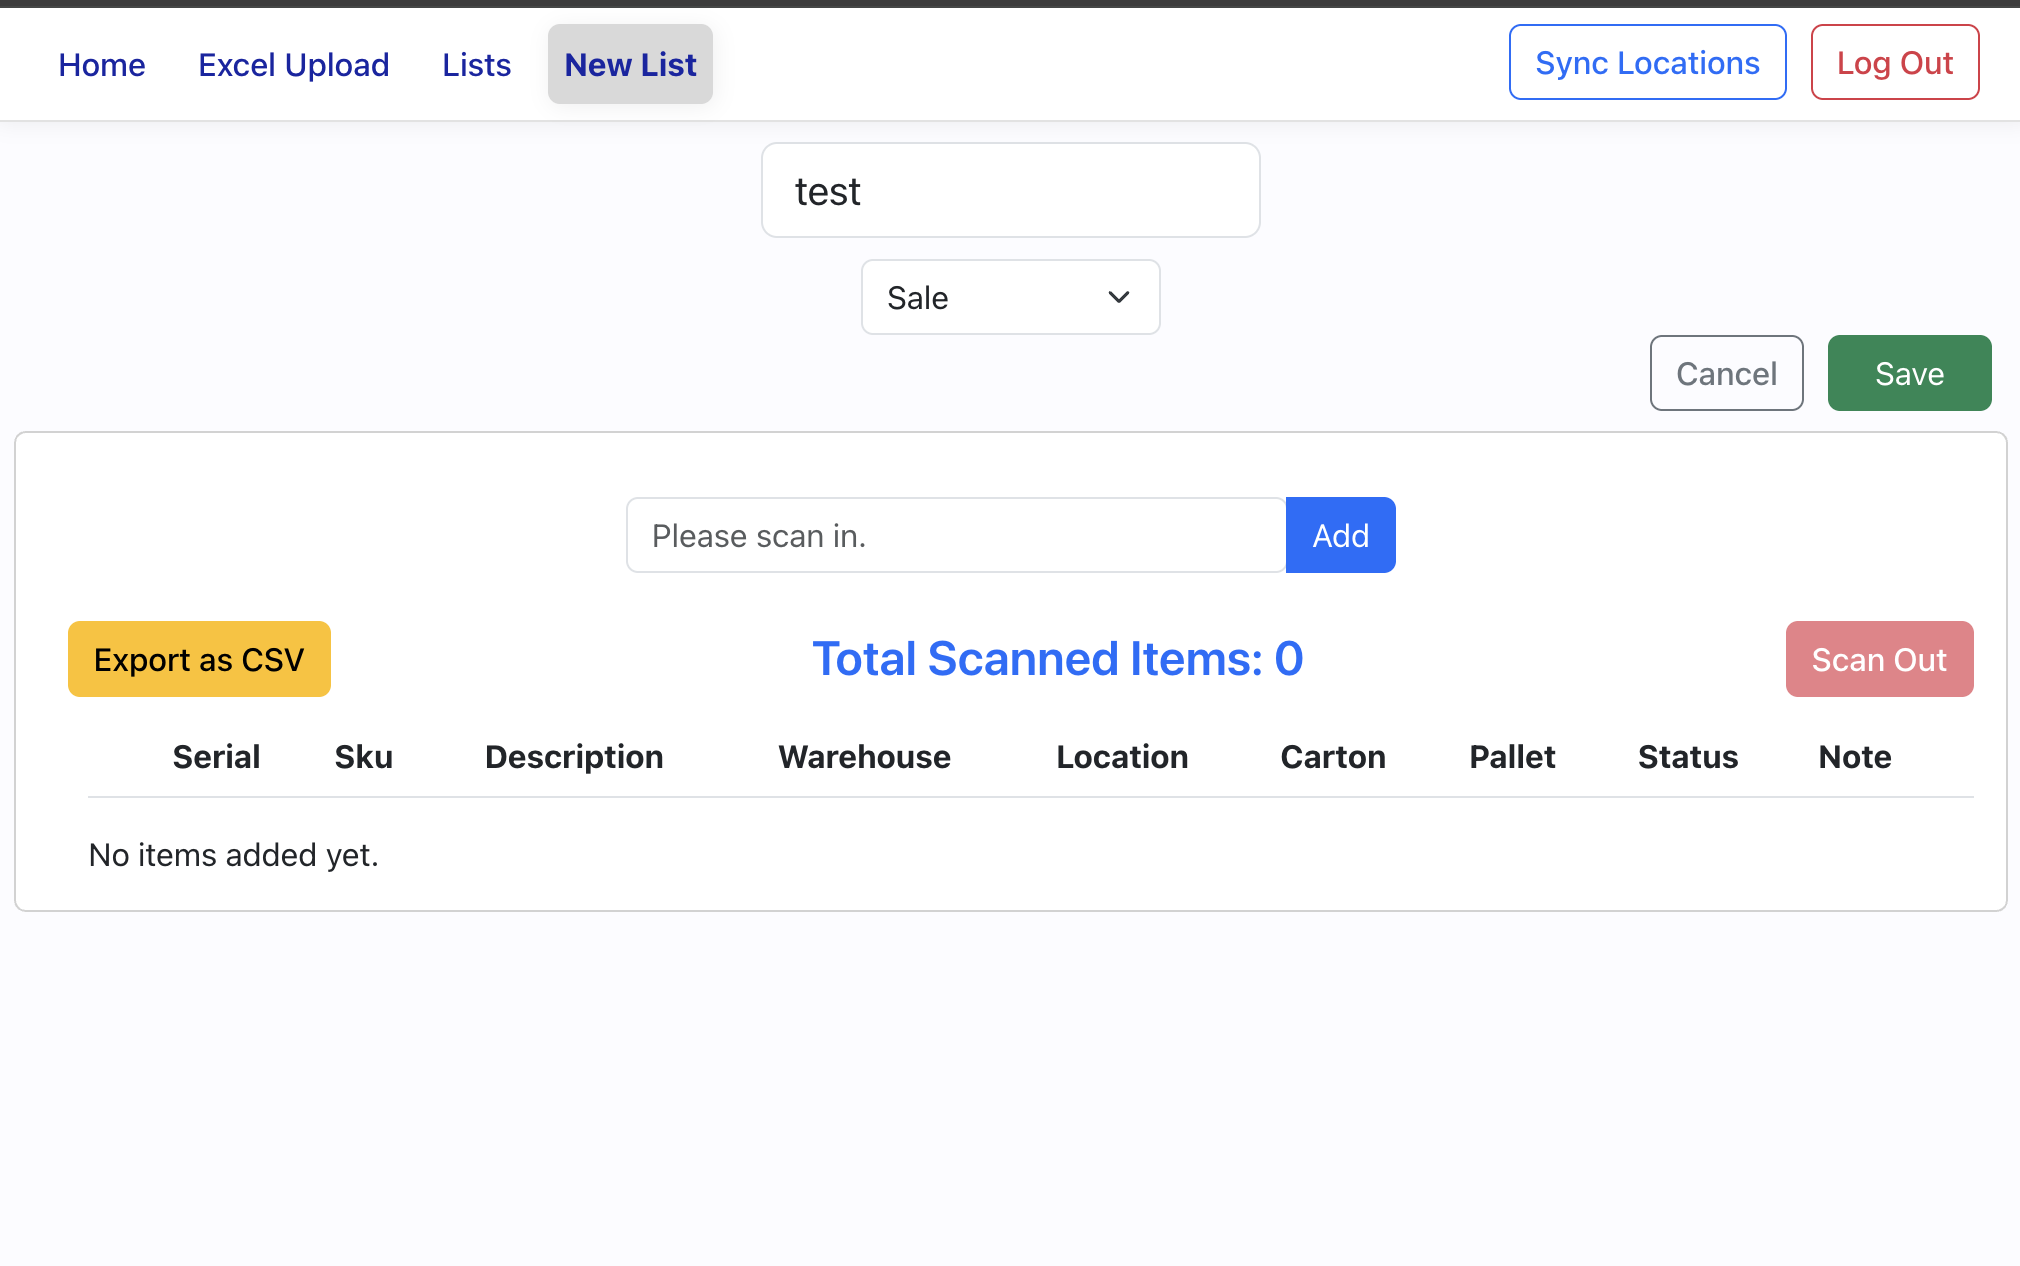 Home Excel Upload Lists New List Sync Locations Log Out
test
Sale
Cancel Save
Please scan in. Add
Export as CSV Total Scanned Items: 0 Scan Out
Serial Sku Description Warehouse Location Carton Pallet Status Note
No items added yet.